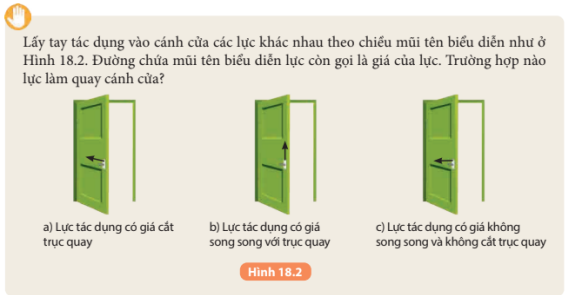 Lấy tay tác dụng vào cánh cửa các lực khác nhau theo chiều mũi tên biểu diễn như ở
Hình 18.2. Đường chứa mũi tên biểu diễn lực còn gọi là giá của lực. Trường hợp nào
lực làm quay cánh cửa?
a) Lực tác dụng có giá cắt
trục quay
b) Lực tác dụng có giá
song song với trục quay
c) Lực tác dụng có giá không
song song và không cắt trục quay
Hình 18.2